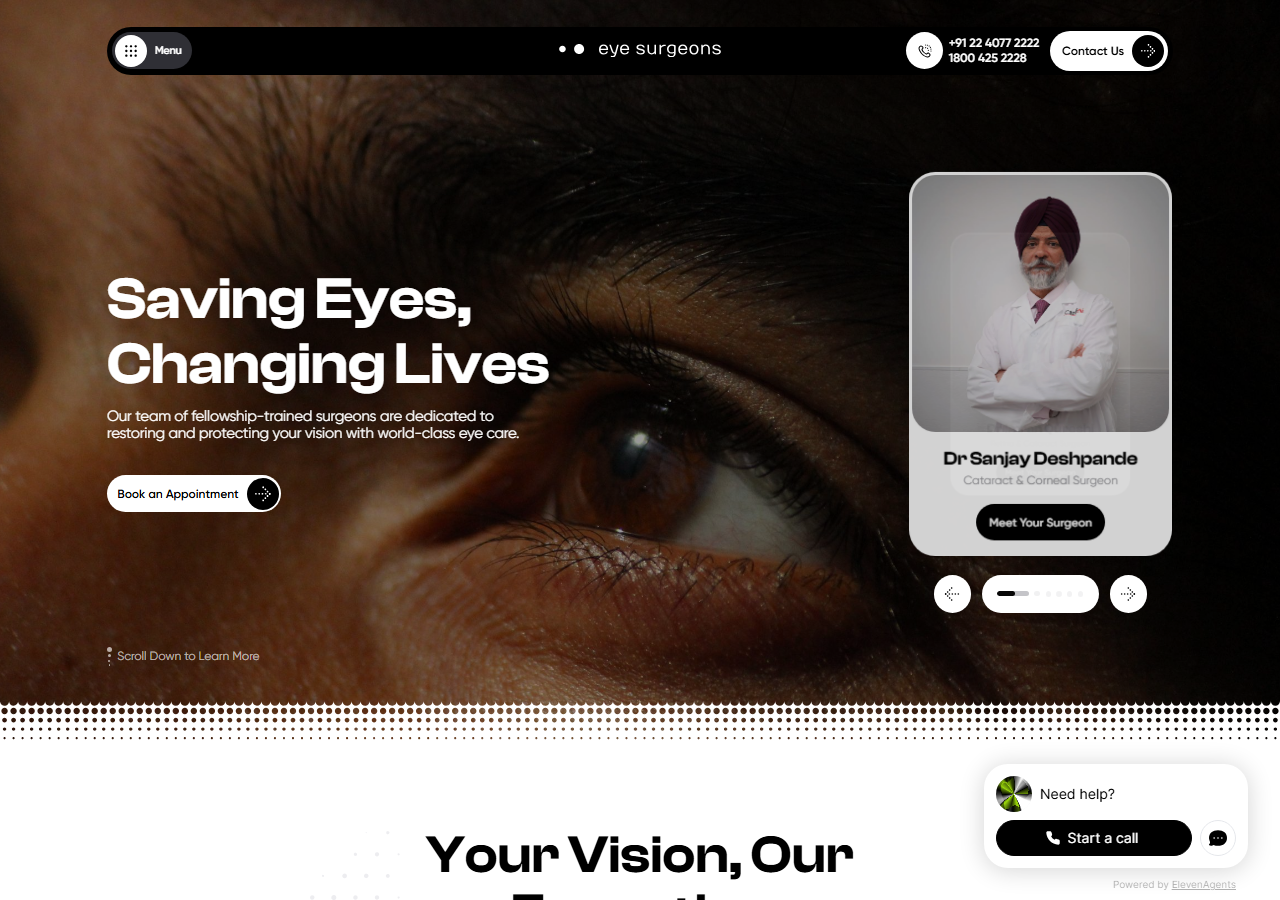 Menu
eye surgeons
+91 22 4077 2222
1800 425 2228
Contact Us
Saving Eyes,
Changing Lives
Our team of fellowship-trained surgeons are dedicated to
restoring and protecting your vision with world-class eye care.
Book an Appointment
Dr Sanjay Deshpande
Cataract & Corneal Surgeon
Meet Your Surgeon
Scroll Down to Learn More
Your Vision, Our
Need help?
Start a call
Powered by ElevenAgents